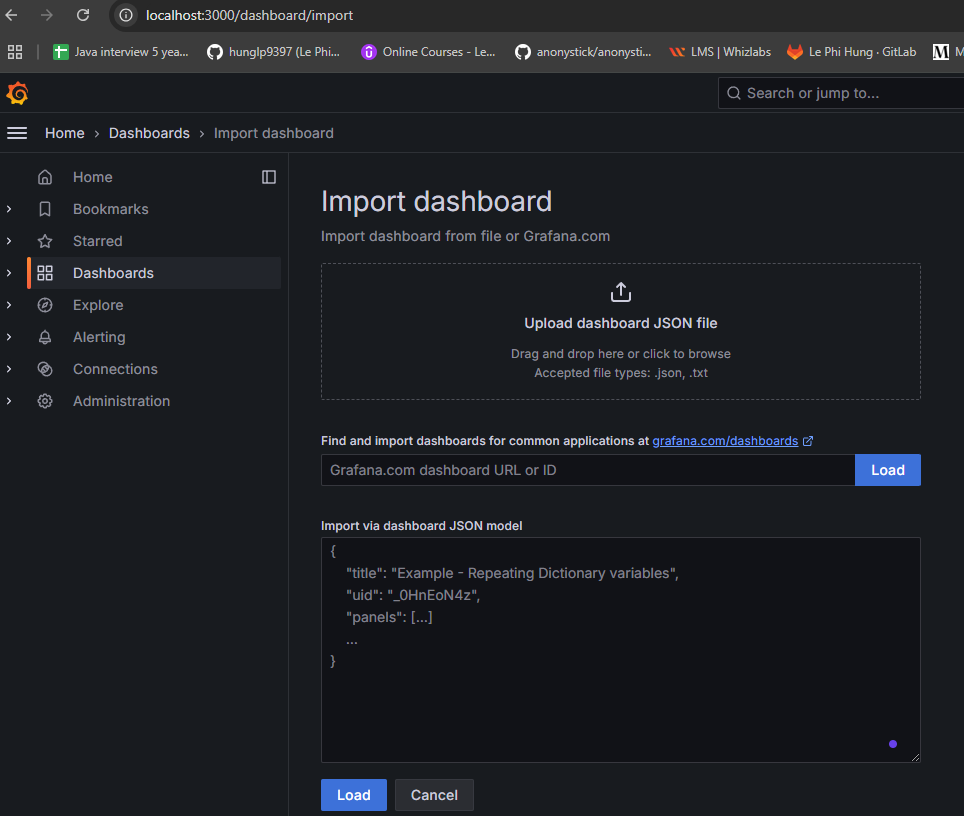 localhost:3000/dashboard/import
Java interview 5 yea...
hunglp9397 (Le Phi...
Online Courses - Le...
anonystick/anonysti...
LMS | Whizlabs
Le Phi Hung · GitLab
M
Search or jump to...
Home › Dashboards › Import dashboard
Home
Bookmarks
Starred
Dashboards
Explore
Alerting
Connections
Administration
Import dashboard
Import dashboard from file or Grafana.com
Upload dashboard JSON file
Drag and drop here or click to browse
Accepted file types: .json, .txt
Find and import dashboards for common applications at grafana.com/dashboards
Grafana.com dashboard URL or ID
Load
Import via dashboard JSON model
{
"title": "Example - Repeating Dictionary variables",
"uid": "_0HnEoN4z",
"panels": [...]
...
}
Load
Cancel